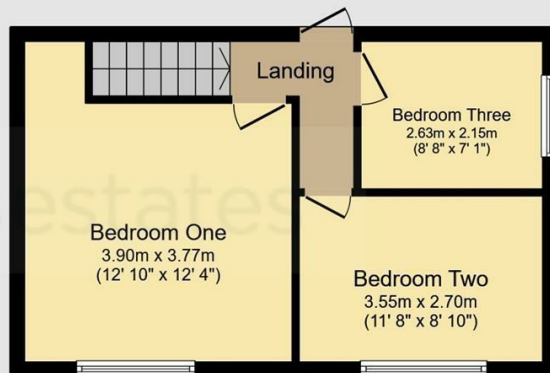 Landing
Bedroom Three
2.63m x 2.15m
(8' 8" x 7' 1")
Bedroom One
3.90m x 3.77m
(12' 10" x 12' 4")
Bedroom Two
3.55m x 2.70m
(11' 8" x 8' 10")
estates